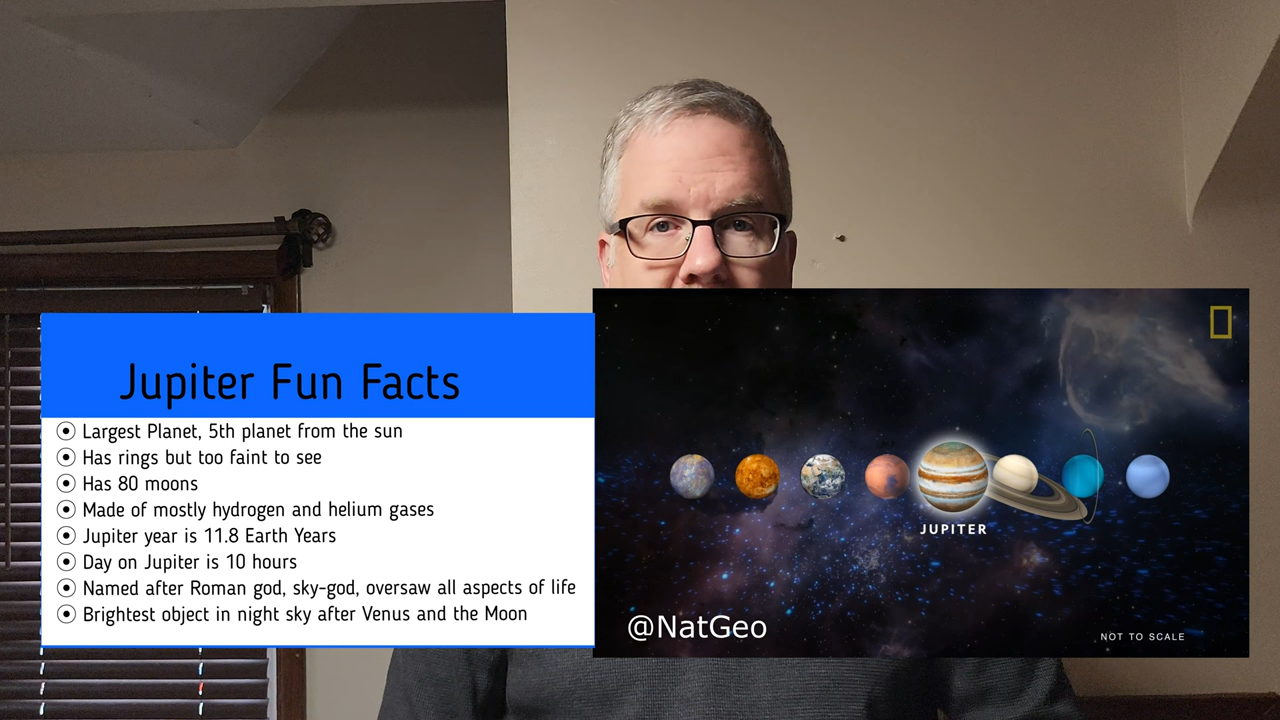 Jupiter Fun Facts
Largest Planet, 5th planet from the sun
Has rings but too faint to see
Has 80 moons
Made of mostly hydrogen and helium gases
Jupiter year is 11.8 Earth Years
Day on Jupiter is 10 hours
Named after Roman god, sky-god, oversaw all aspects of life
Brightest object in night sky after Venus and the Moon
JUPITER
@NatGeo
NOT TO SCALE